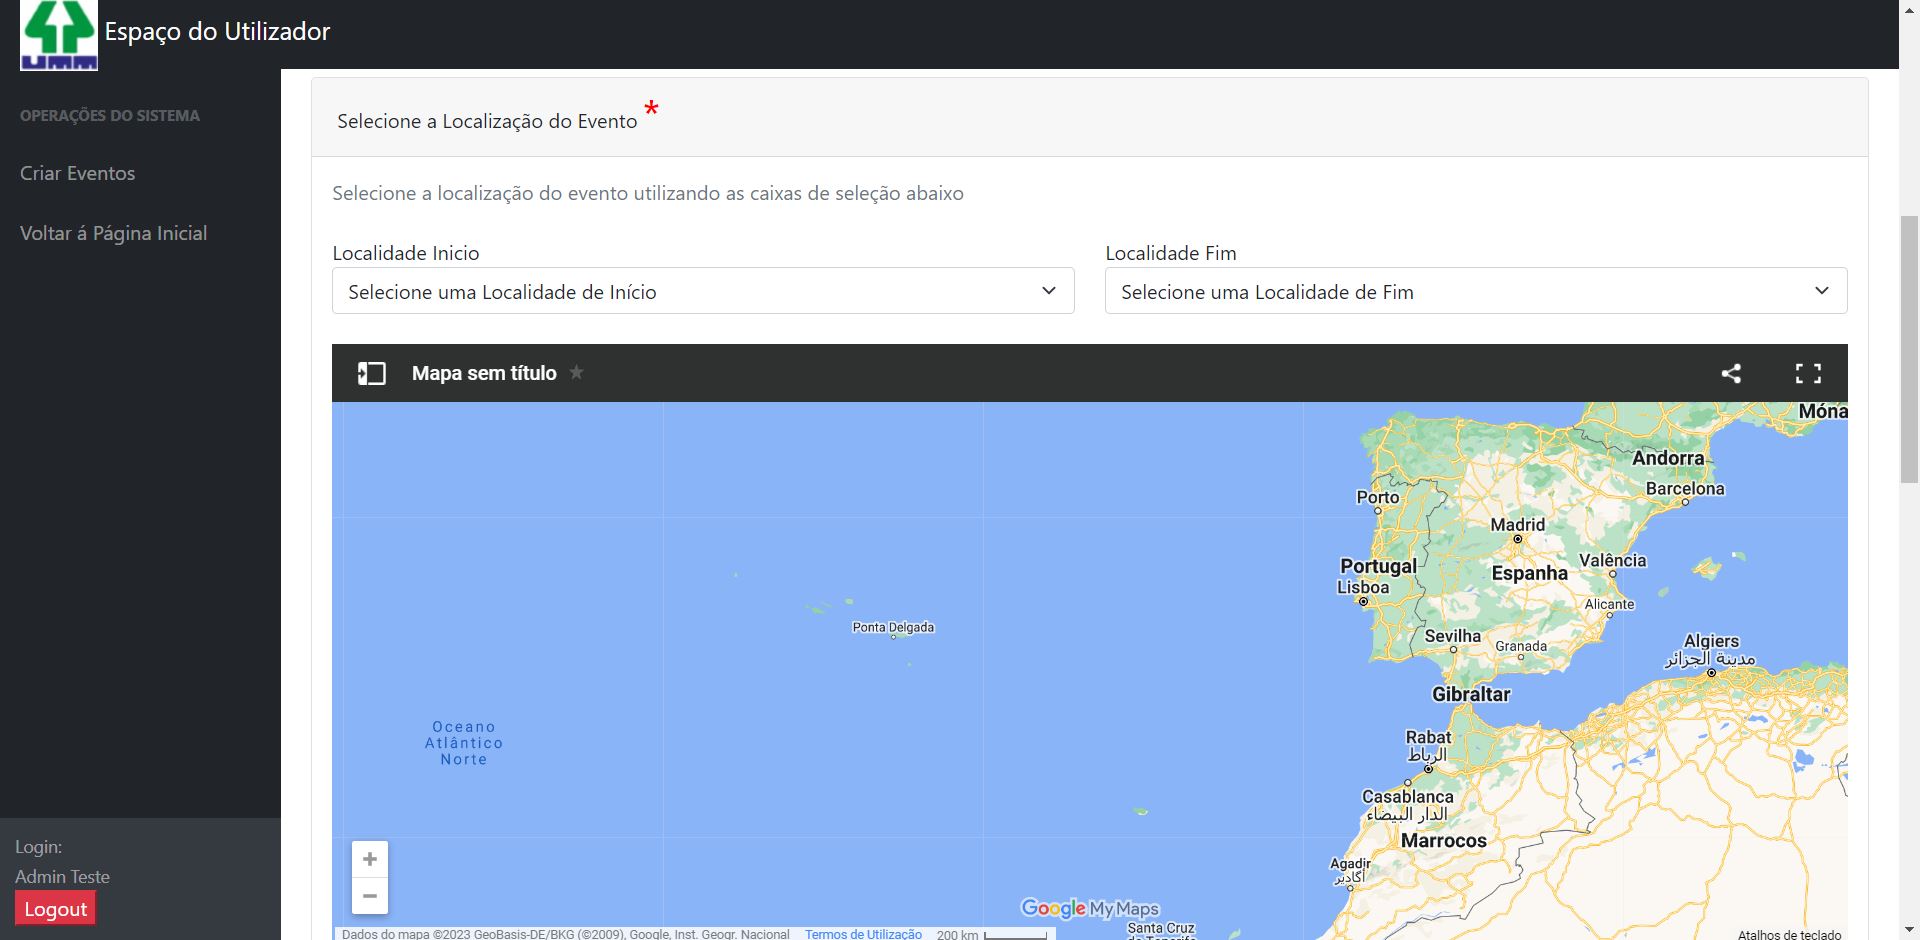 umm
Espaço do Utilizador
OPERAÇÕES DO SISTEMA
Criar Eventos
Voltar á Página Inicial
Login:
Admin Teste
Logout
Selecione a Localização do Evento *
Selecione a localização do evento utilizando as caixas de seleção abaixo
Localidade Inicio
Selecione uma Localidade de Início
Localidade Fim
Selecione uma Localidade de Fim
Mapa sem título
Móna
Andorra
Barcelona
Porto
Madrid
Valência
Portugal
Espanha
Lisboa
Alicante
Ponta Delgada
Sevilha
Granada
Algiers
مدينة الجزائر
Gibraltar
Oceano
Atlântico
Norte
Rabat
الرباط
Casablanca
الدار البيضاء
Marrocos
Agadir
أكادير
+
−
Google My Maps
Santa Cruz
de Tenerife
Dados do mapa ©2023 GeoBasis-DE/BKG (©2009), Google, Inst. Geogr. Nacional
Termos de Utilização
200 km
Atalhos de teclado